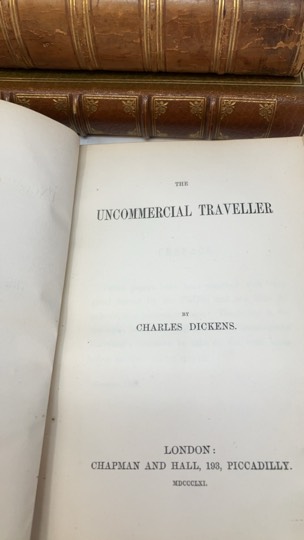 THE
UNCOMMERCIAL TRAVELLER
BY
CHARLES DICKENS.
LONDON:
CHAPMAN AND HALL, 193, PICCADILLY.
MDCCCLXI.